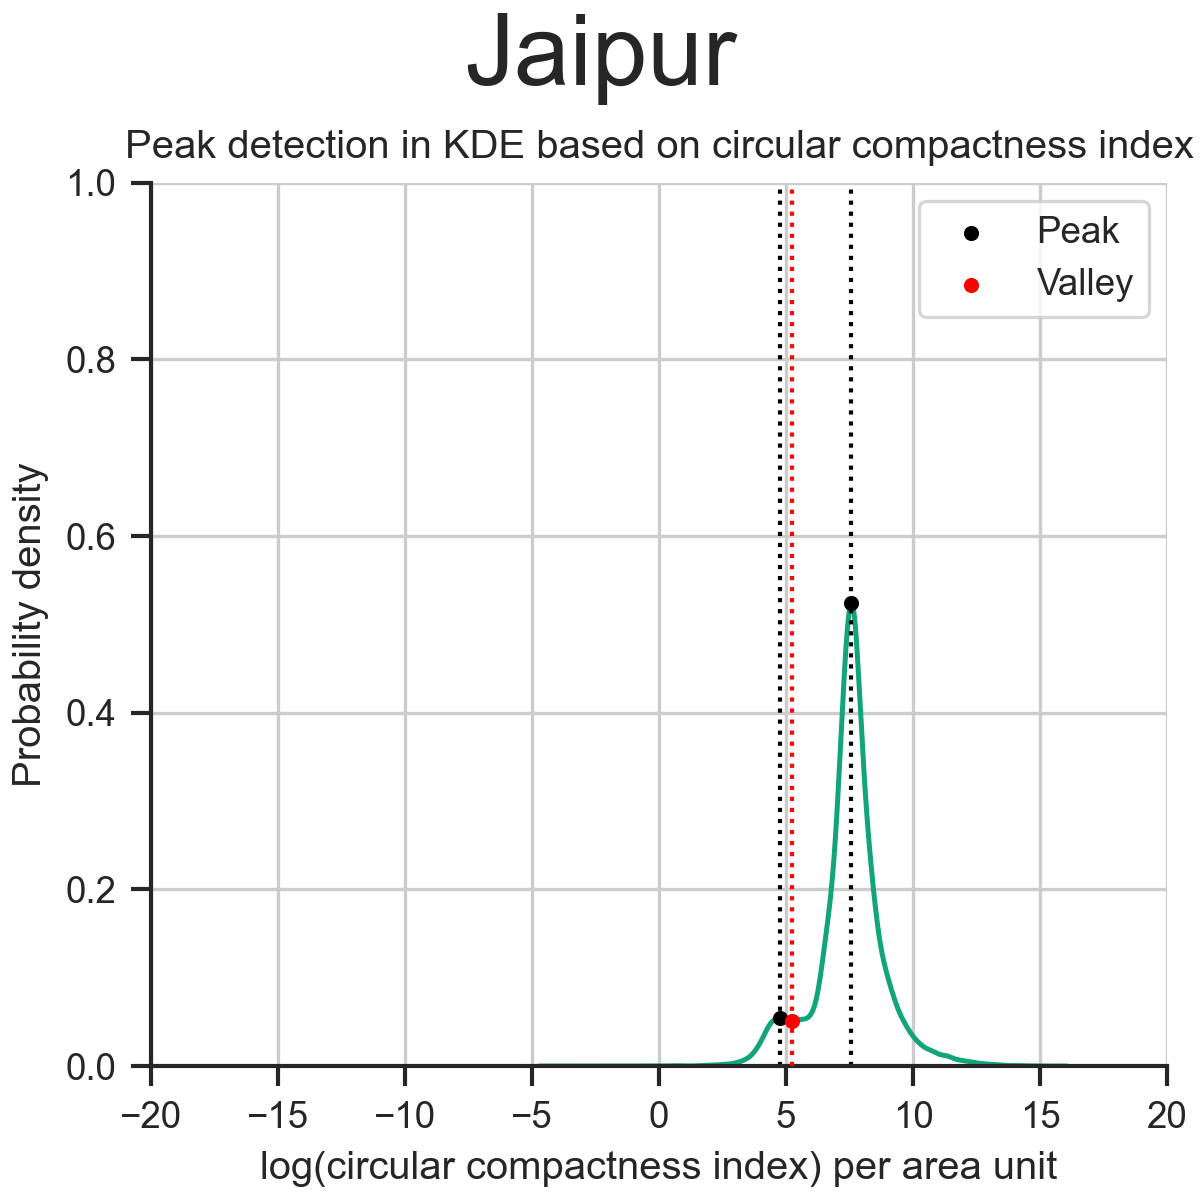 Jaipur
Peak detection in KDE based on circular compactness index
1.0
0.8
0.6
0.4
0.2
0.0
Probability density
Peak
Valley
−20 −15 −10 −5 0 5 10 15 20
log(circular compactness index) per area unit